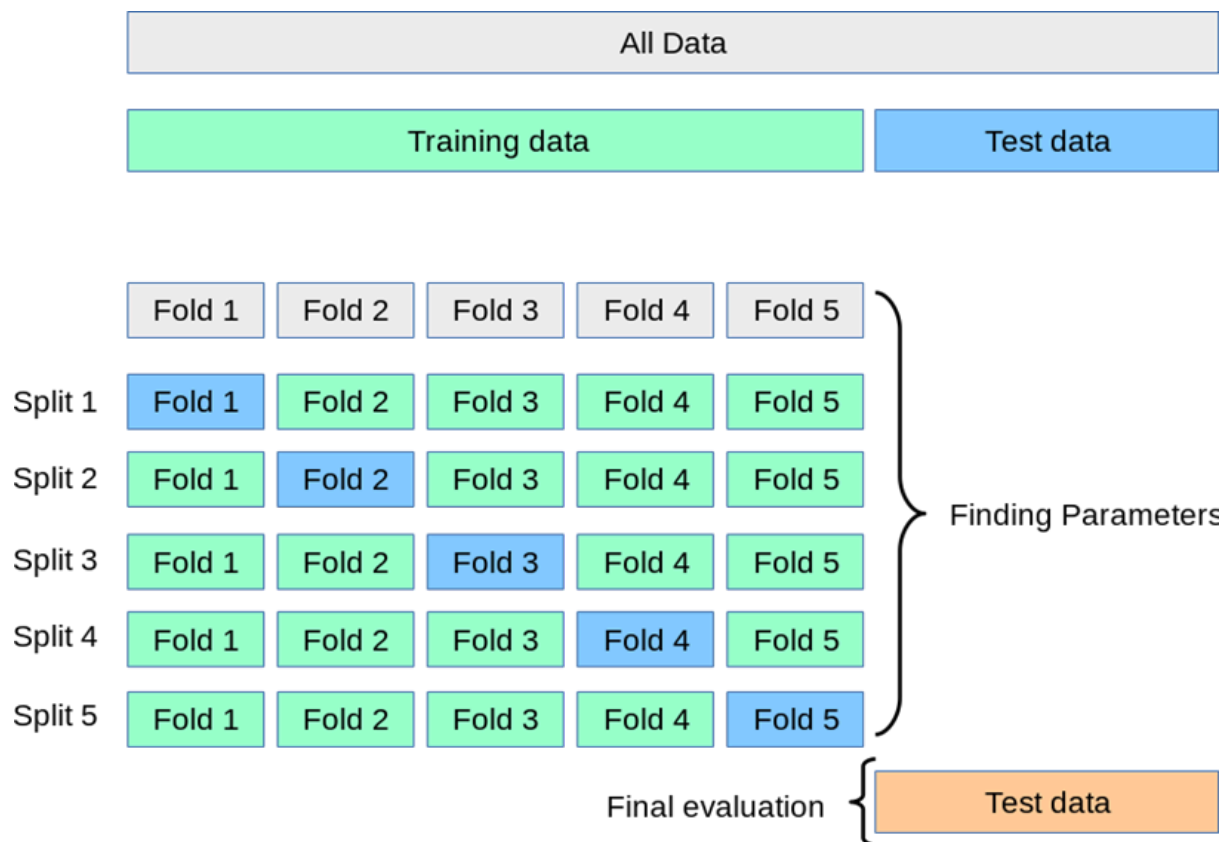 All Data
Training data Test data
Fold 1 Fold 2 Fold 3 Fold 4 Fold 5
Split 1 Fold 1 Fold 2 Fold 3 Fold 4 Fold 5
Split 2 Fold 1 Fold 2 Fold 3 Fold 4 Fold 5
Finding Parameters
Split 3 Fold 1 Fold 2 Fold 3 Fold 4 Fold 5
Split 4 Fold 1 Fold 2 Fold 3 Fold 4 Fold 5
Split 5 Fold 1 Fold 2 Fold 3 Fold 4 Fold 5
Final evaluation Test data